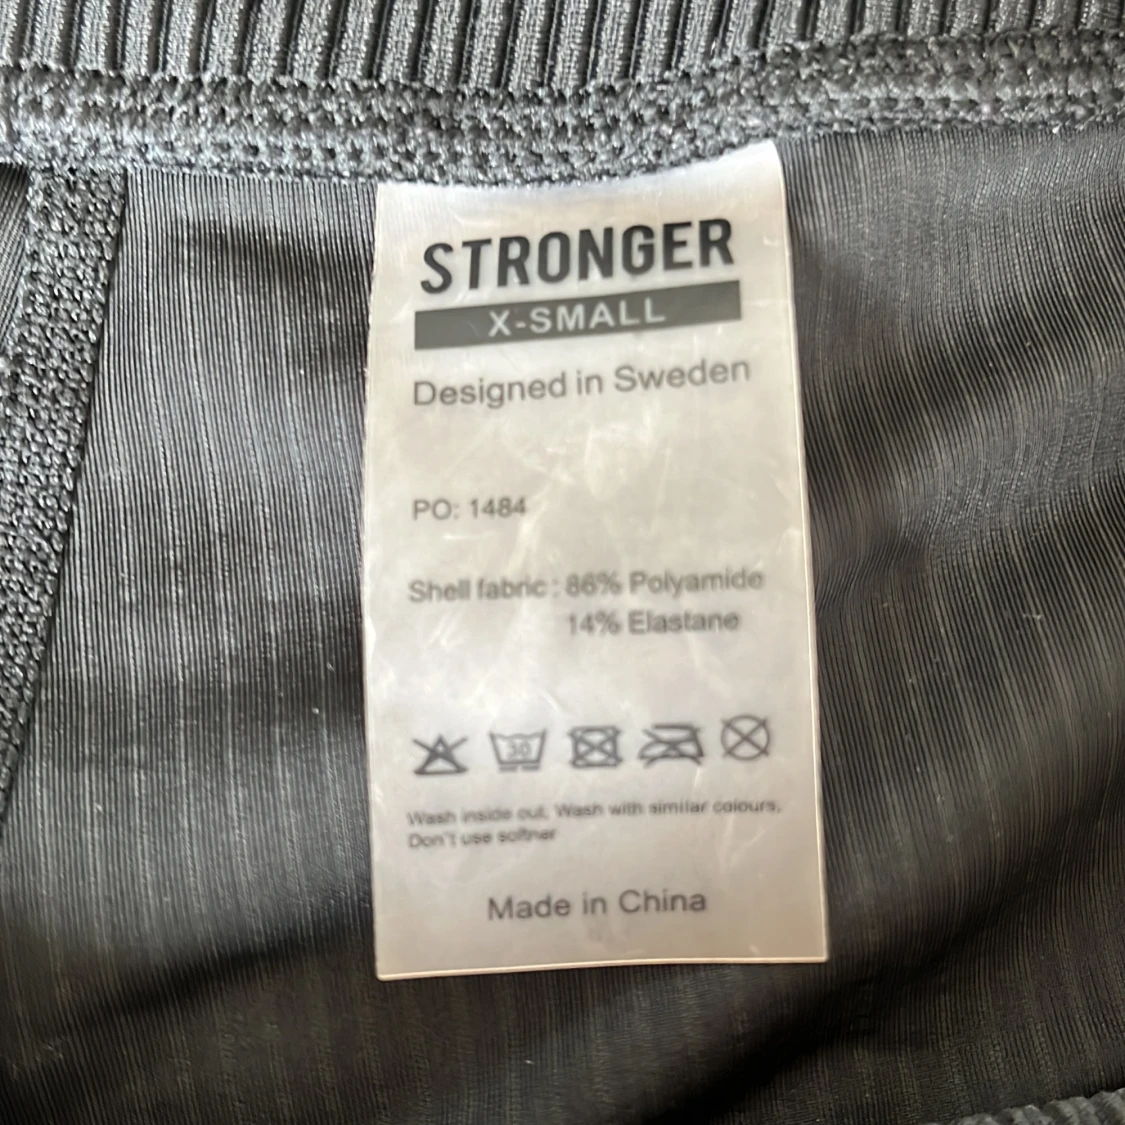 STRONGER
X-SMALL
Designed in Sweden
PO: 1484
Shell fabric : 86% Polyamide
14% Elastane
30
Wash inside out, Wash with similar colours,
Don't use softner
Made in China